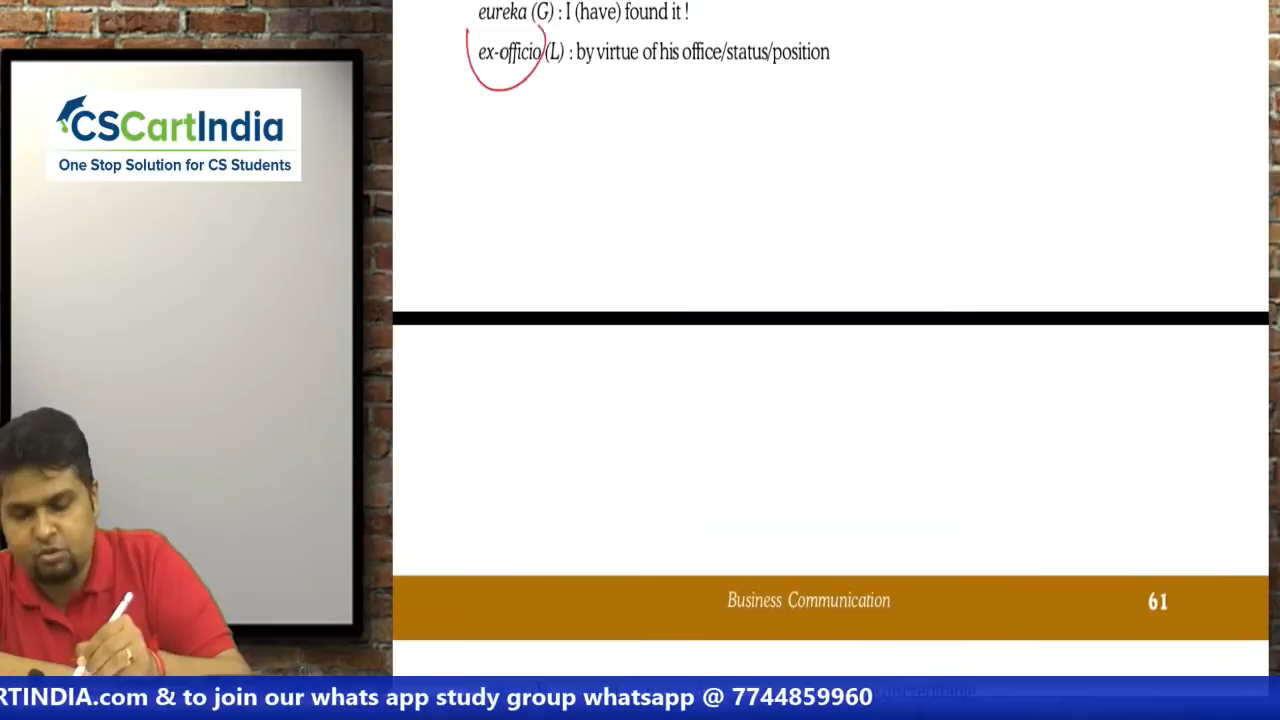 eureka (G) : I (have) found it !
ex-officio (L) : by virtue of his office/status/position
CSCartIndia
One Stop Solution for CS Students
Business Communication 61
RTINDIA.com & to join our whats app study group whatsapp @ 7744859960